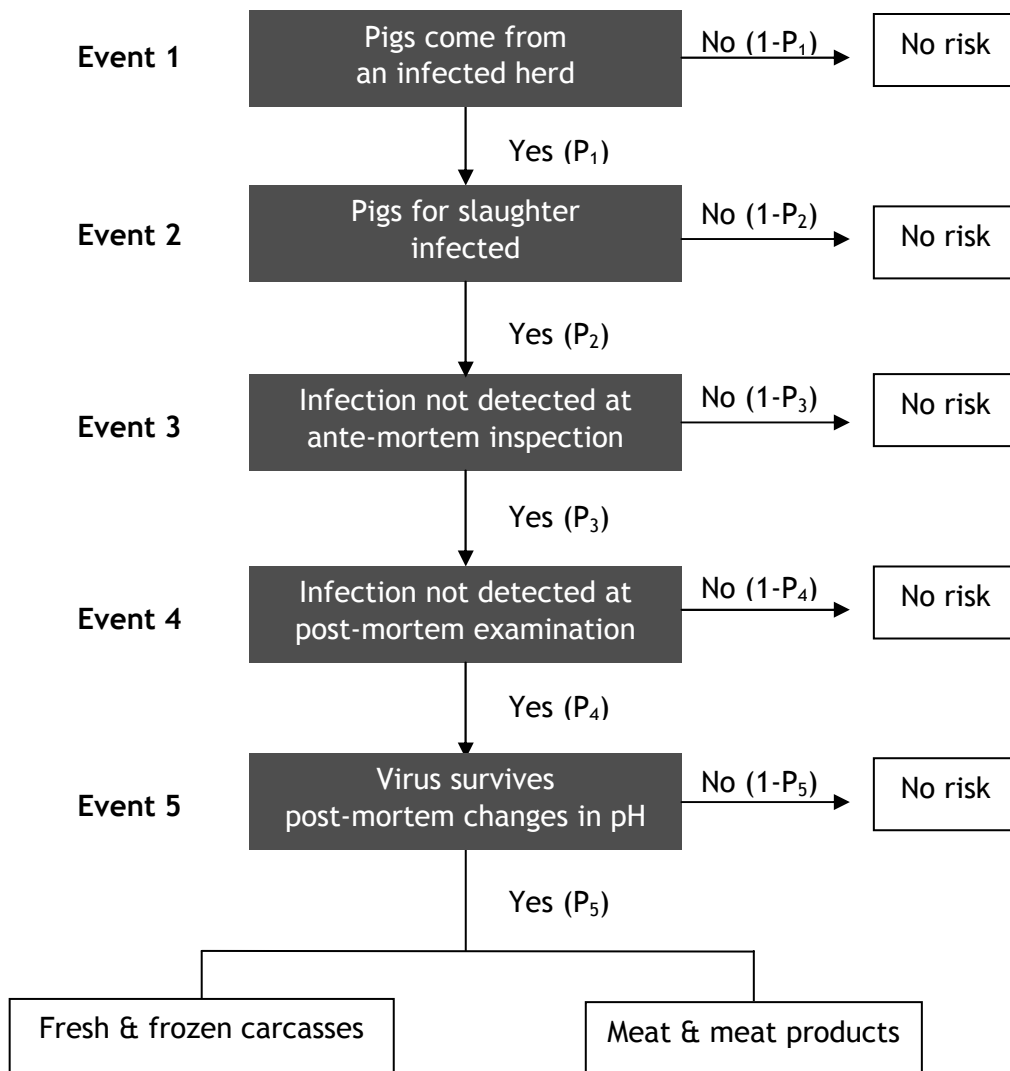 Event 1
Pigs come from
an infected herd
No (1-P₁)
No risk
Yes (P₁)
Event 2
Pigs for slaughter
infected
No (1-P₂)
No risk
Yes (P₂)
Event 3
Infection not detected at
ante-mortem inspection
No (1-P₃)
No risk
Yes (P₃)
Event 4
Infection not detected at
post-mortem examination
No (1-P₄)
No risk
Yes (P₄)
Event 5
Virus survives
post-mortem changes in pH
No (1-P₅)
No risk
Yes (P₅)
Fresh & frozen carcasses
Meat & meat products